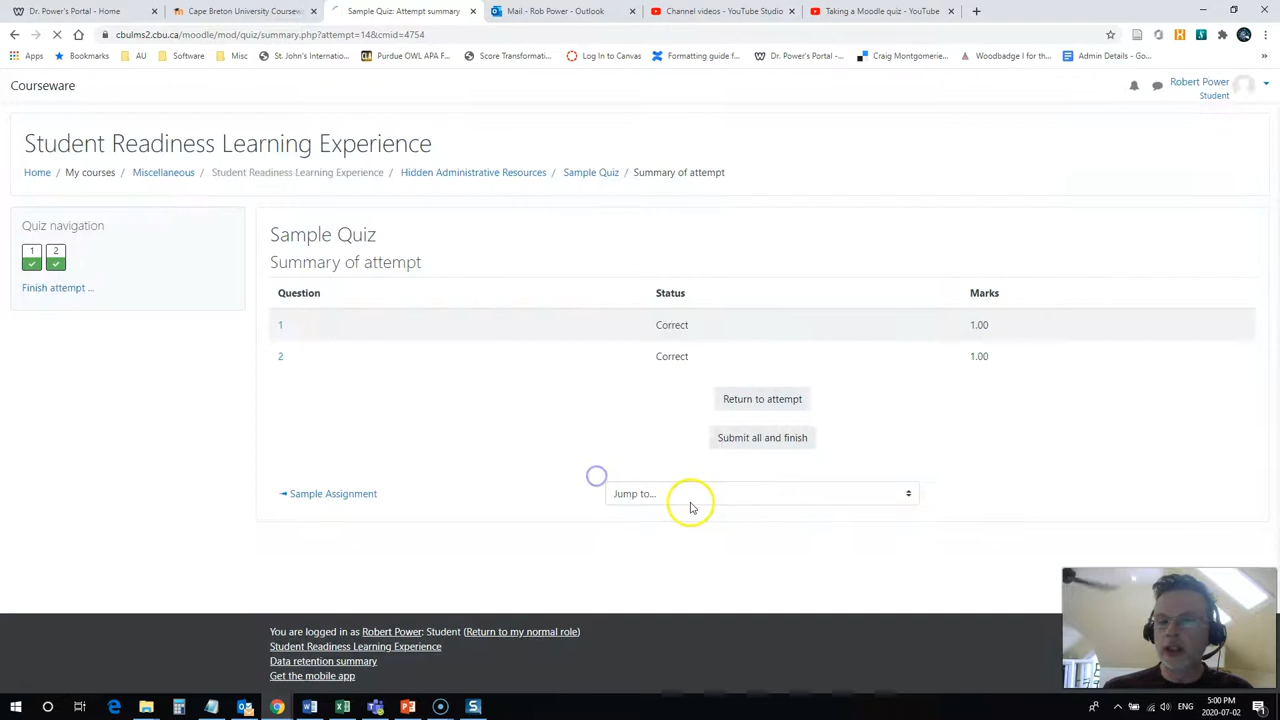 Dr. Power's Portal - Home
Cape Breton University Coursew
Sample Quiz: Attempt summary
Mail - Rob Power - Outlook
Channel videos - YouTube Studio
Taking a Moodle quiz - YouTube
cbulms2.cbu.ca/moodle/mod/quiz/summary.php?attempt=14&cmid=4754
Apps
Bookmarks
AU
Software
Misc
St. John's Internatio...
Purdue OWL APA F...
Score Transformati...
Log In to Canvas
Formatting guide f...
Dr. Power's Portal -...
Craig Montgomerie...
Woodbadge I for th...
Admin Details - Go...
»
Courseware
Robert Power
Student
Student Readiness Learning Experience
Home / My courses / Miscellaneous / Student Readiness Learning Experience / Hidden Administrative Resources / Sample Quiz / Summary of attempt
Quiz navigation
1 2
Finish attempt ...
Sample Quiz
Summary of attempt
Question Status Marks
1 Correct 1.00
2 Correct 1.00
Return to attempt
Submit all and finish
◄ Sample Assignment
Jump to...
You are logged in as Robert Power: Student (Return to my normal role)
Student Readiness Learning Experience
Data retention summary
Get the mobile app
ENG
5:00 PM
2020-07-02